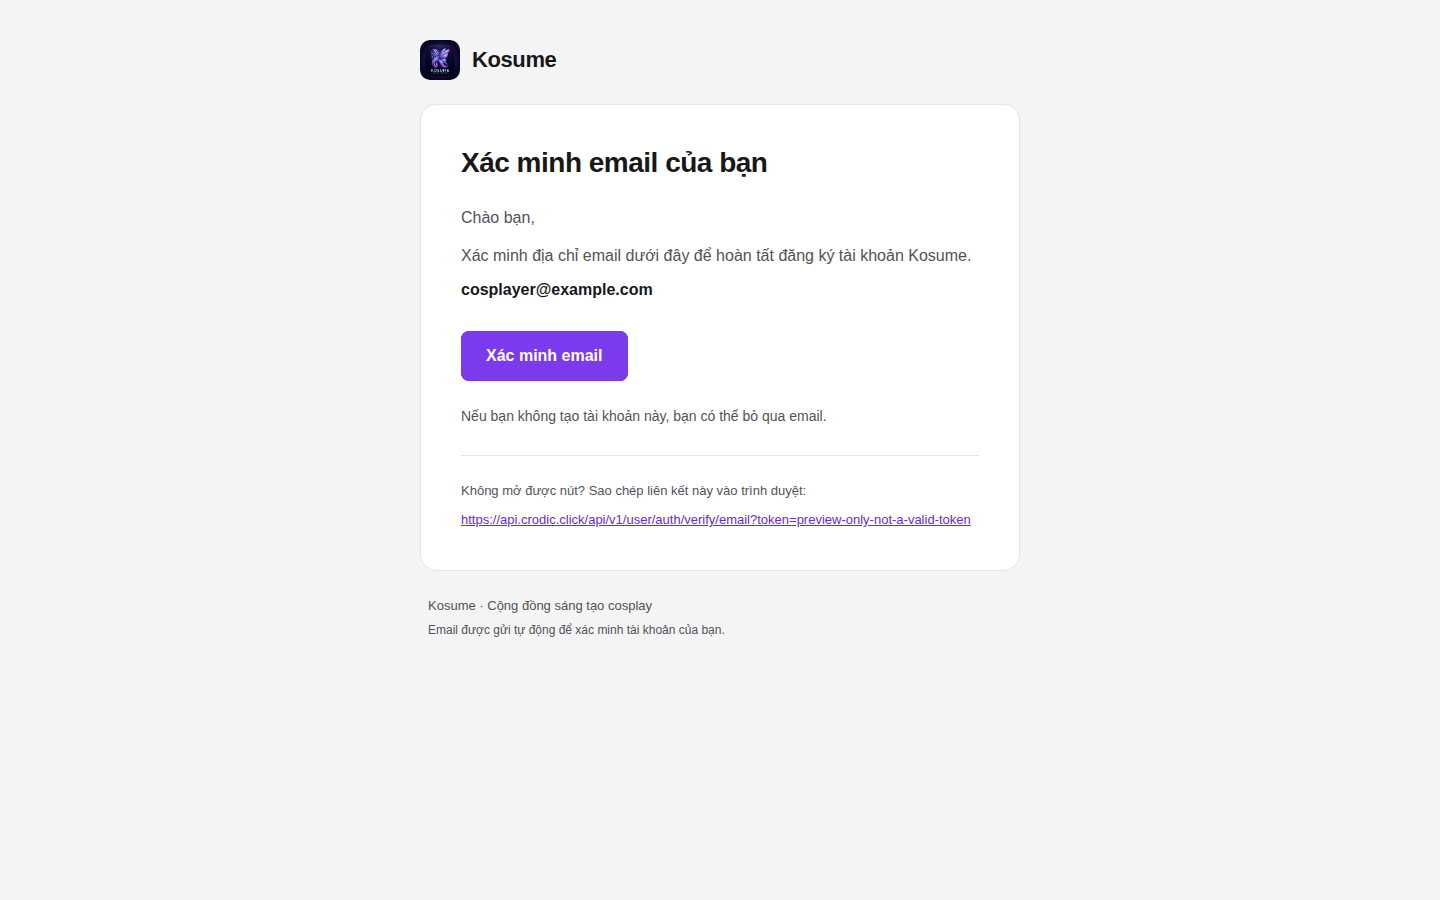 KOSUME
Kosume
Xác minh email của bạn
Chào bạn,
Xác minh địa chỉ email dưới đây để hoàn tất đăng ký tài khoản Kosume.
cosplayer@example.com
Xác minh email
Nếu bạn không tạo tài khoản này, bạn có thể bỏ qua email.
Không mở được nút? Sao chép liên kết này vào trình duyệt:
https://api.crodic.click/api/v1/user/auth/verify/email?token=preview-only-not-a-valid-token
Kosume · Cộng đồng sáng tạo cosplay
Email được gửi tự động để xác minh tài khoản của bạn.